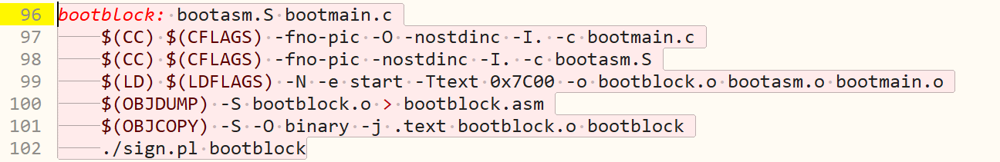 96 bootblock: bootasm.S bootmain.c
97 $(CC) $(CFLAGS) -fno-pic -O -nostdinc -I. -c bootmain.c
98 $(CC) $(CFLAGS) -fno-pic -nostdinc -I. -c bootasm.S
99 $(LD) $(LDFLAGS) -N -e start -Ttext 0x7C00 -o bootblock.o bootasm.o bootmain.o
100 $(OBJDUMP) -S bootblock.o > bootblock.asm
101 $(OBJCOPY) -S -O binary -j .text bootblock.o bootblock
102 ./sign.pl bootblock